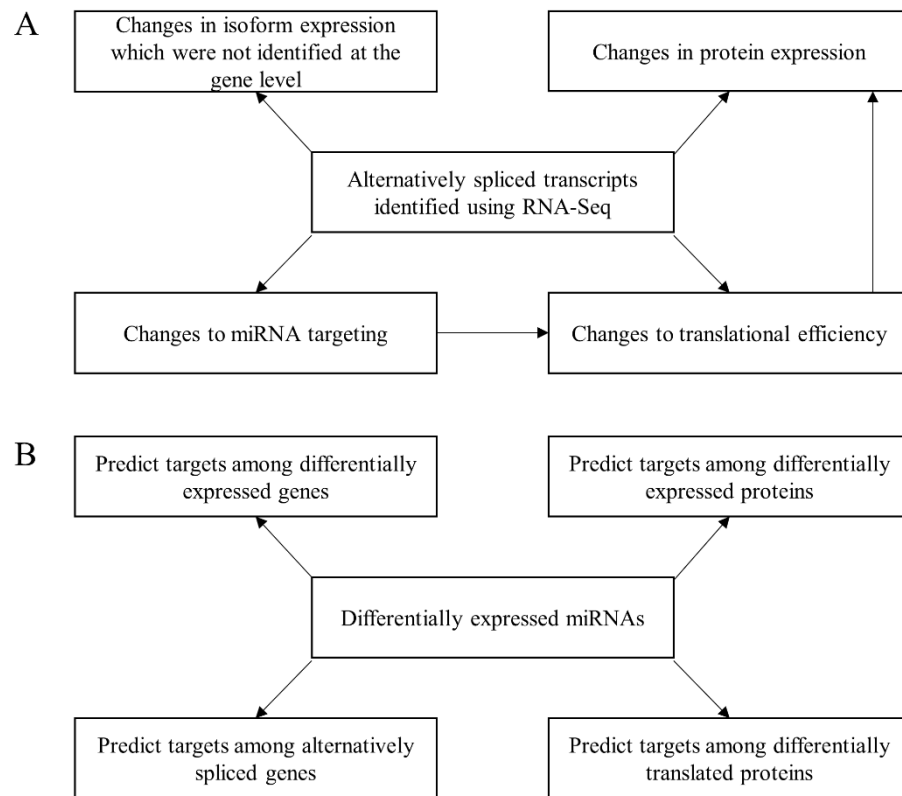 A
Changes in isoform expression
which were not identified at the
gene level
Changes in protein expression
Alternatively spliced transcripts
identified using RNA-Seq
Changes to miRNA targeting
Changes to translational efficiency
B
Predict targets among differentially
expressed genes
Predict targets among differentially
expressed proteins
Differentially expressed miRNAs
Predict targets among alternatively
spliced genes
Predict targets among differentially
translated proteins